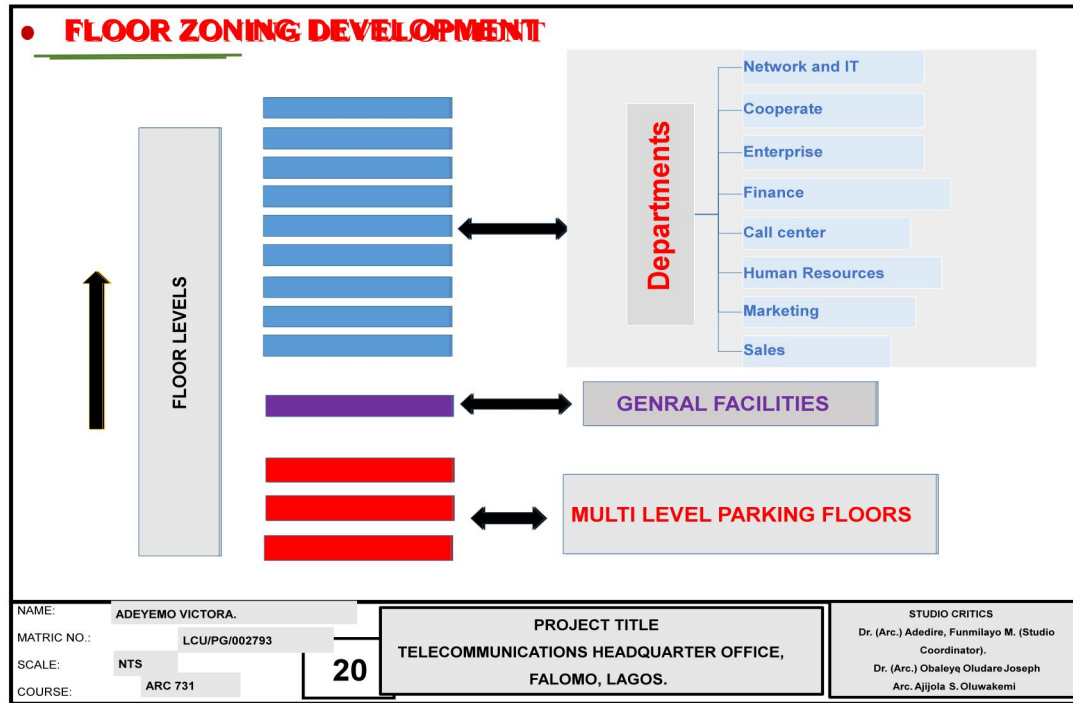 • FLOOR ZONING DEVELOPMENT
FLOOR LEVELS
Departments
Network and IT
Cooperate
Enterprise
Finance
Call center
Human Resources
Marketing
Sales
GENRAL FACILITIES
MULTI LEVEL PARKING FLOORS
NAME: ADEYEMO VICTORA.
MATRIC NO.: LCU/PG/002793
SCALE: NTS
COURSE: ARC 731
20
PROJECT TITLE
TELECOMMUNICATIONS HEADQUARTER OFFICE,
FALOMO, LAGOS.
STUDIO CRITICS
Dr. (Arc.) Adedire, Funmilayo M. (Studio
Coordinator).
Dr. (Arc.) Obaleye Oludare Joseph
Arc. Ajijola S. Oluwakemi